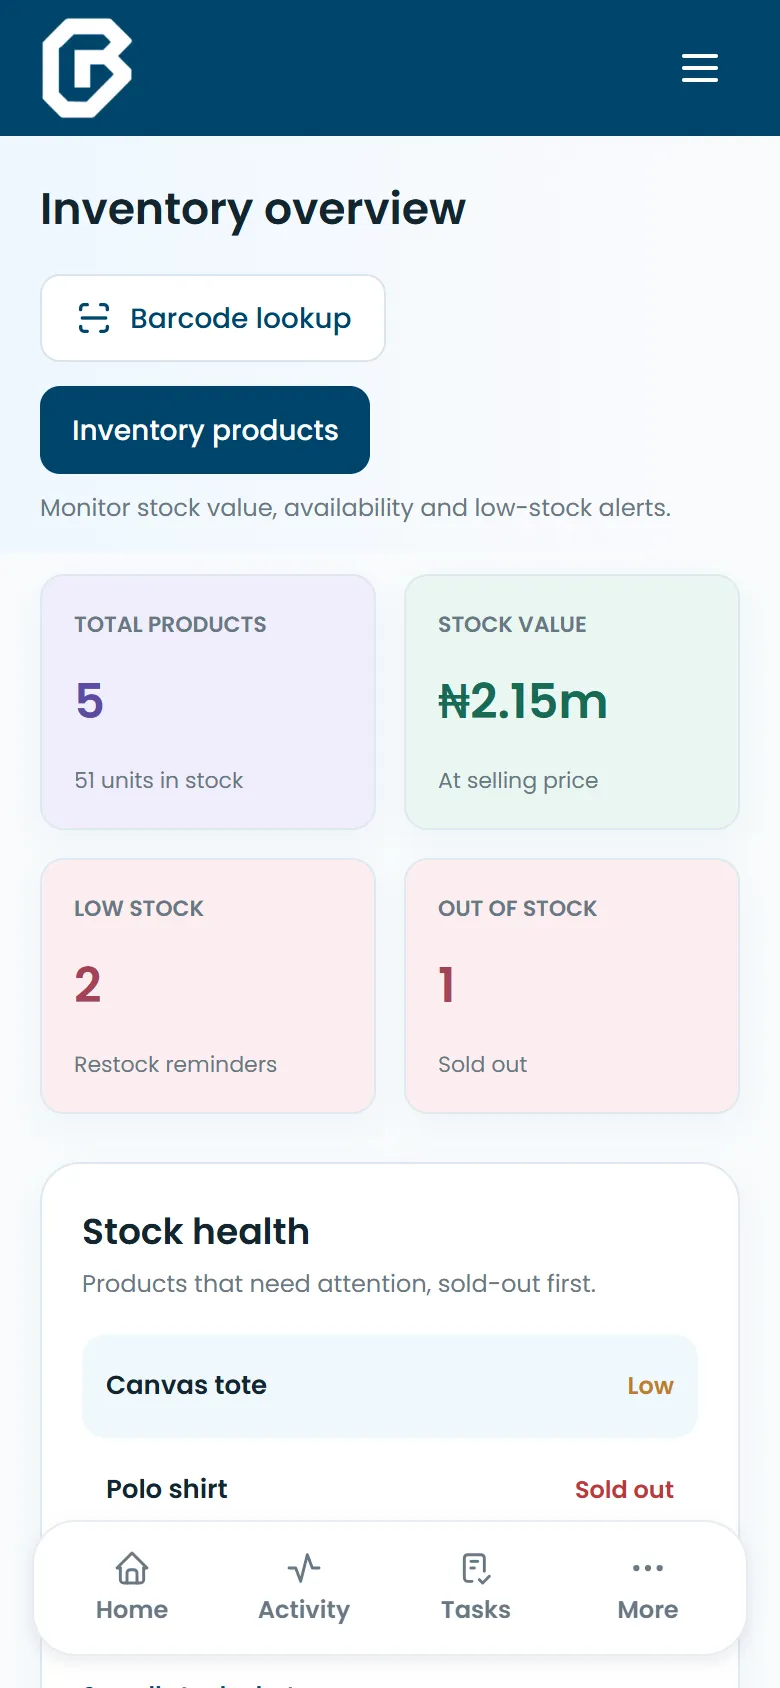 Inventory overview
Barcode lookup
Inventory products
Monitor stock value, availability and low-stock alerts.
TOTAL PRODUCTS
5
51 units in stock
STOCK VALUE
₦2.15m
At selling price
LOW STOCK
2
Restock reminders
OUT OF STOCK
1
Sold out
Stock health
Products that need attention, sold-out first.
Canvas tote Low
Polo shirt Sold out
Home Activity Tasks More